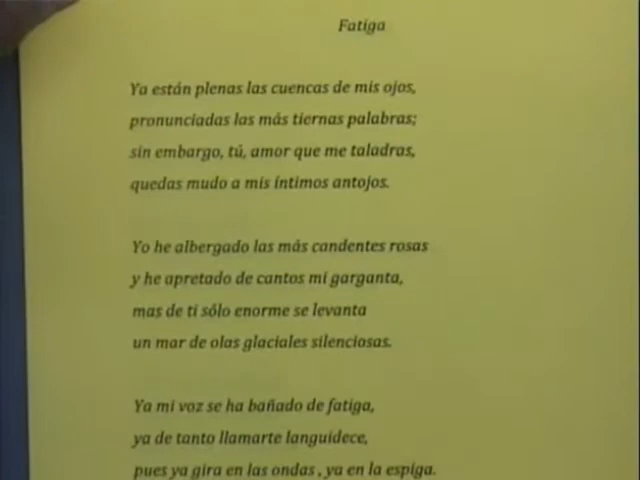 Fatiga
Ya están plenas las cuencas de mis ojos,
pronunciadas las más tiernas palabras;
sin embargo, tú, amor que me taladras,
quedas mudo a mis íntimos antojos.
Yo he albergado las más candentes rosas
y he apretado de cantos mi garganta,
mas de ti sólo enorme se levanta
un mar de olas glaciales silenciosas.
Ya mi voz se ha bañado de fatiga,
ya de tanto llamarte languidece,
pues ya gira en las ondas , ya en la espiga.